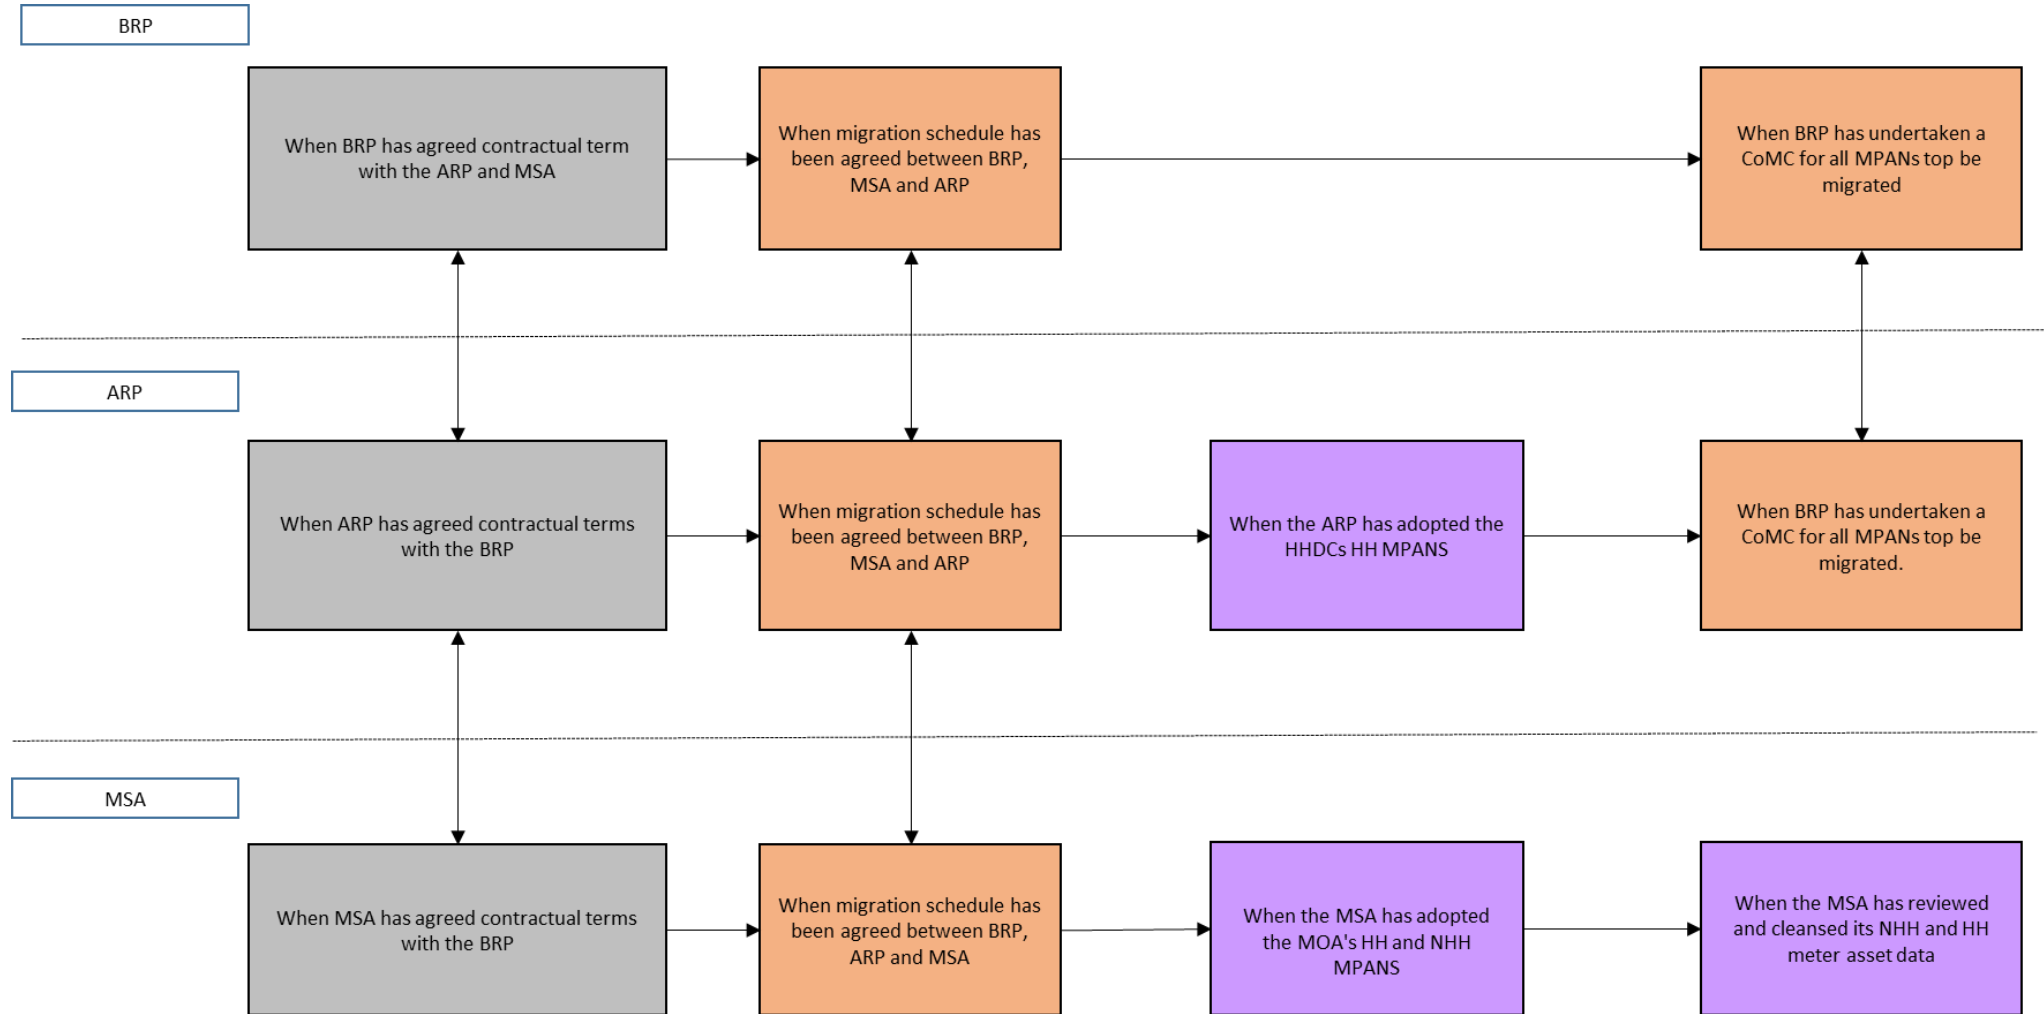 BRP
When BRP has agreed contractual term
with the ARP and MSA
When migration schedule has
been agreed between BRP,
MSA and ARP
When BRP has undertaken a
CoMC for all MPANs top be
migrated
ARP
When ARP has agreed contractual terms
with the BRP
When migration schedule has
been agreed between BRP,
MSA and ARP
When the ARP has adopted the
HHDCs HH MPANS
When BRP has undertaken a
CoMC for all MPANs top be
migrated.
MSA
When MSA has agreed contractual terms
with the BRP
When migration schedule has
been agreed between BRP,
ARP and MSA
When the MSA has adopted
the MOA's HH and NHH
MPANS
When the MSA has reviewed
and cleansed its NHH and HH
meter asset data